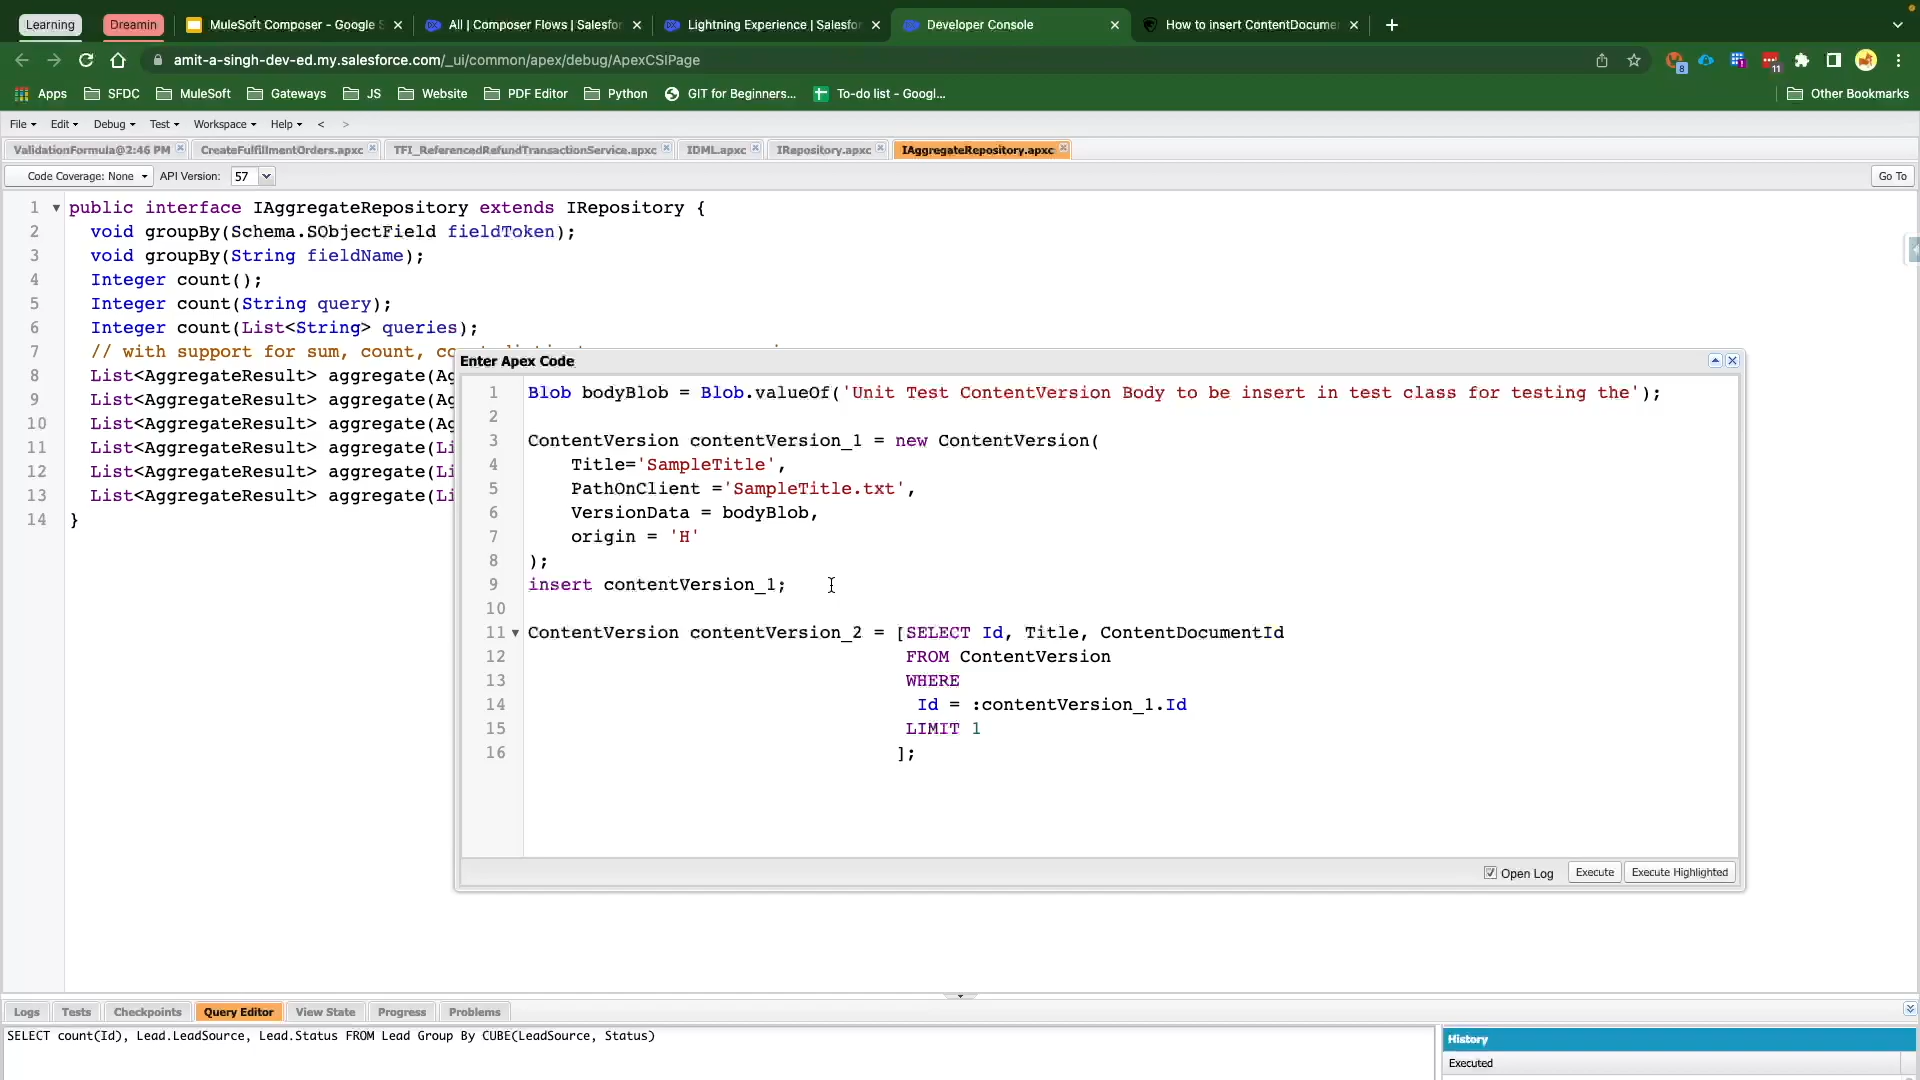 Learning
Dreamin
MuleSoft Composer - Google S
All | Composer Flows | Salesfor
Lightning Experience | Salesfor
Developer Console
How to insert ContentDocume
amit-a-singh-dev-ed.my.salesforce.com/_ui/common/apex/debug/ApexCSIPage
8
1
11
Apps
SFDC
MuleSoft
Gateways
JS
Website
PDF Editor
Python
GIT for Beginners...
To-do list - Googl...
Other Bookmarks
File
Edit
Debug
Test
Workspace
Help
<
>
ValidationFormula@2:46 PM
CreateFulfillmentOrders.apxc
TFI_ReferencedRefundTransactionService.apxc
IDML.apxc
IRepository.apxc
IAggregateRepository.apxc
Code Coverage: None
API Version:
57
Go To
1 public interface IAggregateRepository extends IRepository {
2 void groupBy(Schema.SObjectField fieldToken);
3 void groupBy(String fieldName);
4 Integer count();
5 Integer count(String query);
6 Integer count(List<String> queries);
7 // with support for sum, count,
8 List<AggregateResult> aggregate(Ag
9 List<AggregateResult> aggregate(Ag
10 List<AggregateResult> aggregate(Ag
11 List<AggregateResult> aggregate(Li
12 List<AggregateResult> aggregate(Li
13 List<AggregateResult> aggregate(Li
14 }
Enter Apex Code
1 Blob bodyBlob = Blob.valueOf('Unit Test ContentVersion Body to be insert in test class for testing the');
2
3 ContentVersion contentVersion_1 = new ContentVersion(
4 Title='SampleTitle',
5 PathOnClient ='SampleTitle.txt',
6 VersionData = bodyBlob,
7 origin = 'H'
8 );
9 insert contentVersion_1;
10
11 ContentVersion contentVersion_2 = [SELECT Id, Title, ContentDocumentId
12 FROM ContentVersion
13 WHERE
14 Id = :contentVersion_1.Id
15 LIMIT 1
16 ];
Open Log
Execute
Execute Highlighted
Logs
Tests
Checkpoints
Query Editor
View State
Progress
Problems
SELECT count(Id), Lead.LeadSource, Lead.Status FROM Lead Group By CUBE(LeadSource, Status)
History
Executed